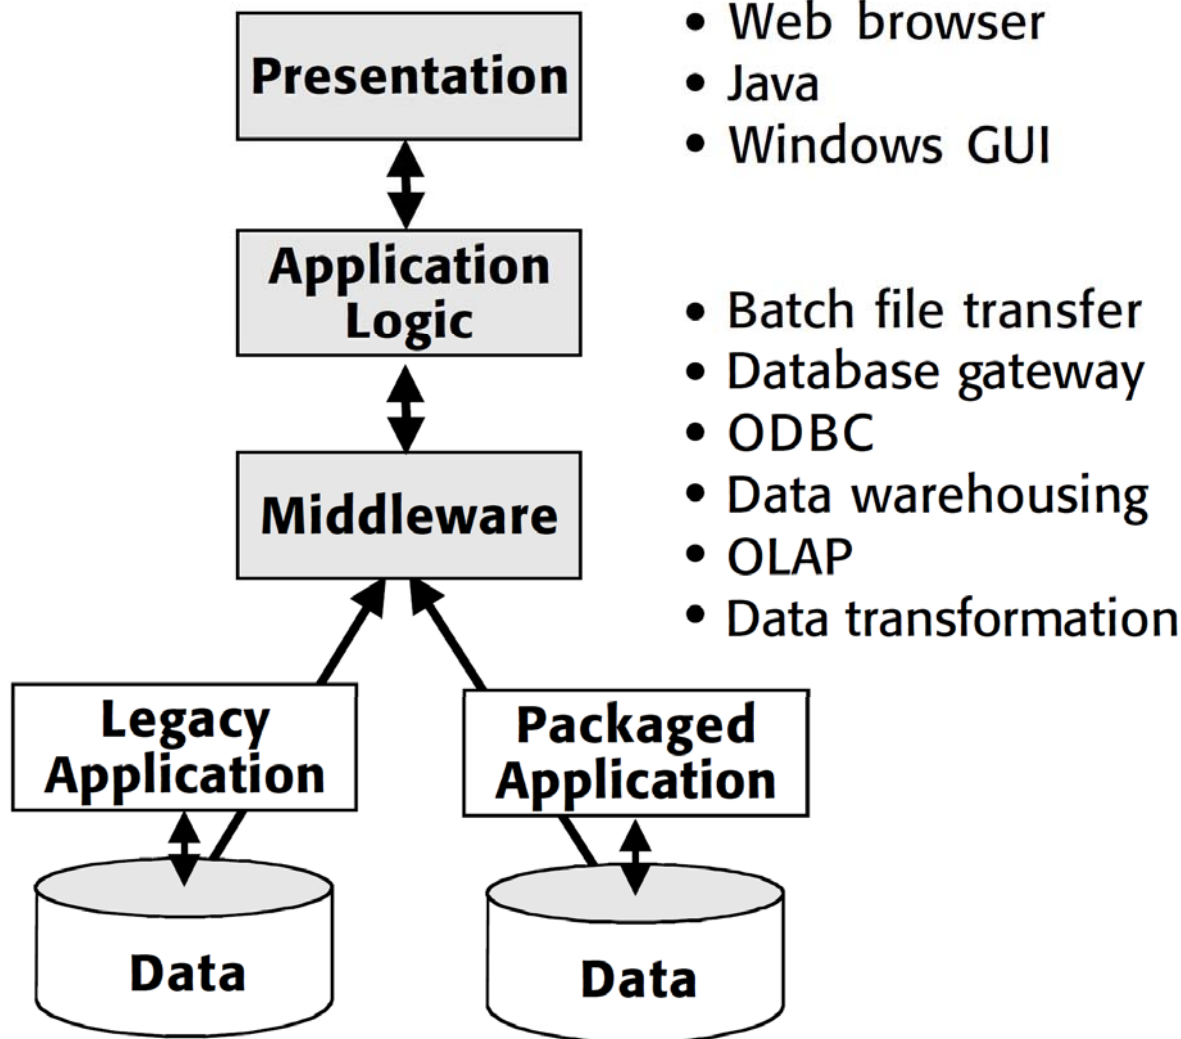 Presentation
• Web browser
• Java
• Windows GUI
Application
Logic
• Batch file transfer
• Database gateway
• ODBC
• Data warehousing
• OLAP
• Data transformation
Middleware
Legacy
Application
Packaged
Application
Data
Data